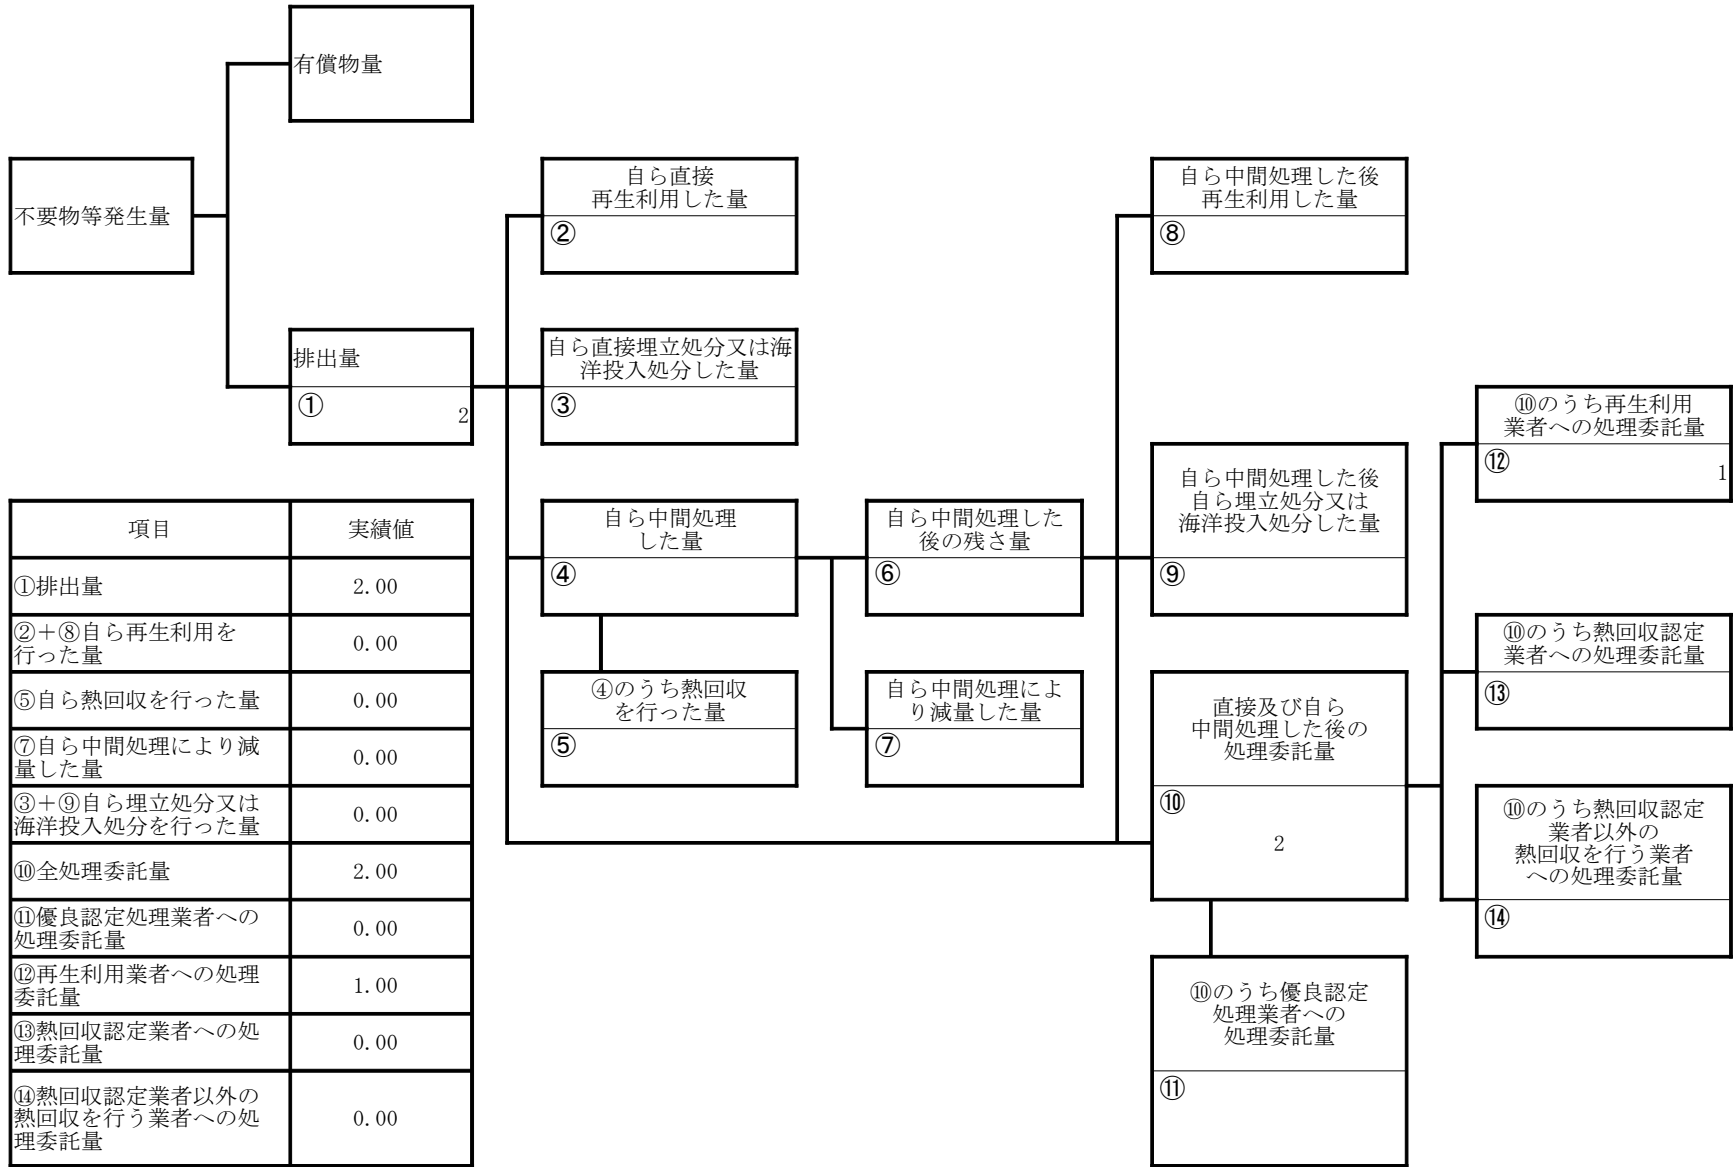 有償物量
不要物等発生量
自ら直接
再生利用した量
②
自ら中間処理した後
再生利用した量
⑧
排出量
①
2
自ら直接埋立処分又は海
洋投入処分した量
③
⑩のうち再生利用
業者への処理委託量
⑫
1
自ら中間処理
した量
④
自ら中間処理した
後の残さ量
⑥
自ら中間処理した後
自ら埋立処分又は
海洋投入処分した量
⑨
⑩のうち熱回収認定
業者への処理委託量
⑬
④のうち熱回収
を行った量
⑤
自ら中間処理によ
り減量した量
⑦
直接及び自ら
中間処理した後の
処理委託量
⑩
2
⑩のうち熱回収認定
業者以外の
熱回収を行う業者
への処理委託量
⑭
⑩のうち優良認定
処理業者への
処理委託量
⑪
項目 実績値
①排出量 2.00
②＋⑧自ら再生利用を
行った量 0.00
⑤自ら熱回収を行った量 0.00
⑦自ら中間処理により減
量した量 0.00
③＋⑨自ら埋立処分又は
海洋投入処分を行った量 0.00
⑩全処理委託量 2.00
⑪優良認定処理業者への
処理委託量 0.00
⑫再生利用業者への処理
委託量 1.00
⑬熱回収認定業者への処
理委託量 0.00
⑭熱回収認定業者以外の
熱回収を行う業者への処 0.00
理委託量